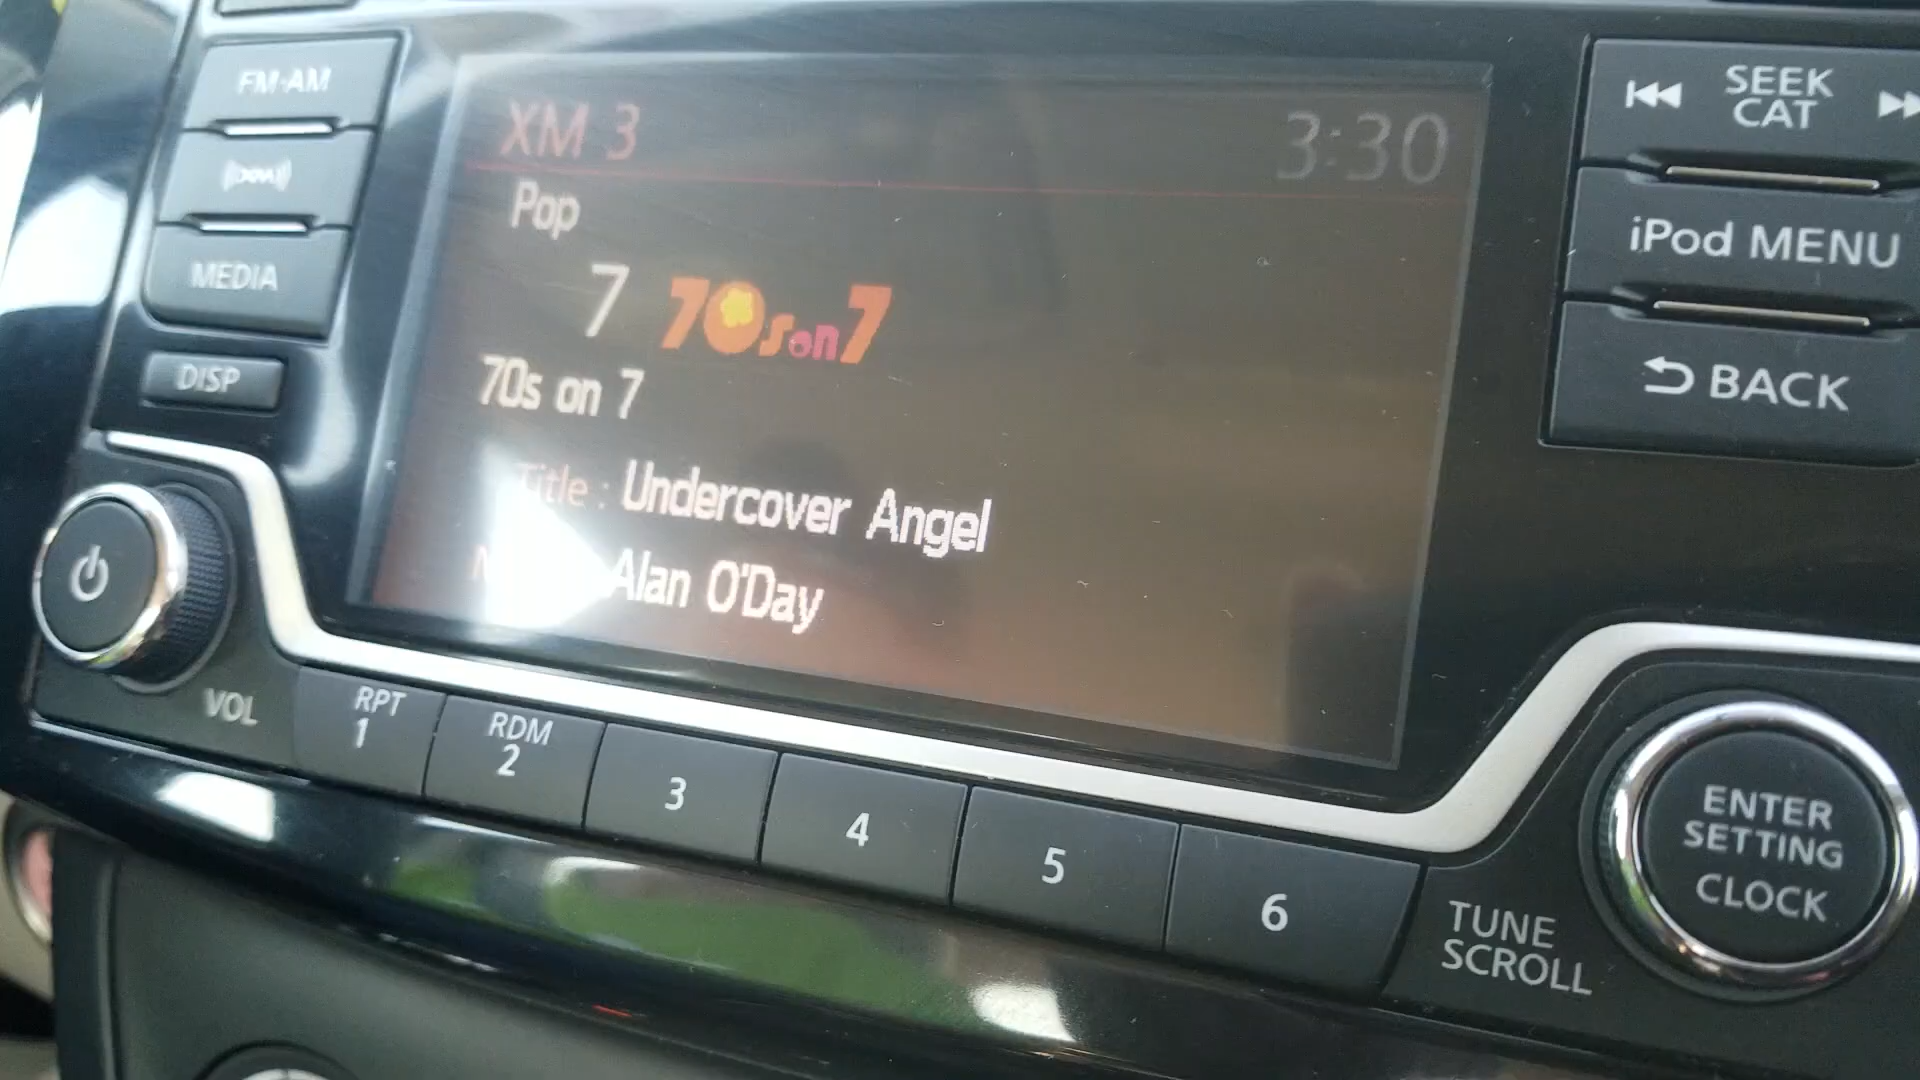 FM·AM
XM
MEDIA
DISP
VOL
XM 3
3:30
Pop
7 70s on 7
70s on 7
Title : Undercover Angel
Alan O'Day
SEEK
CAT
iPod MENU
BACK
RPT
1
RDM
2
3
4
5
6
TUNE
SCROLL
ENTER
SETTING
CLOCK